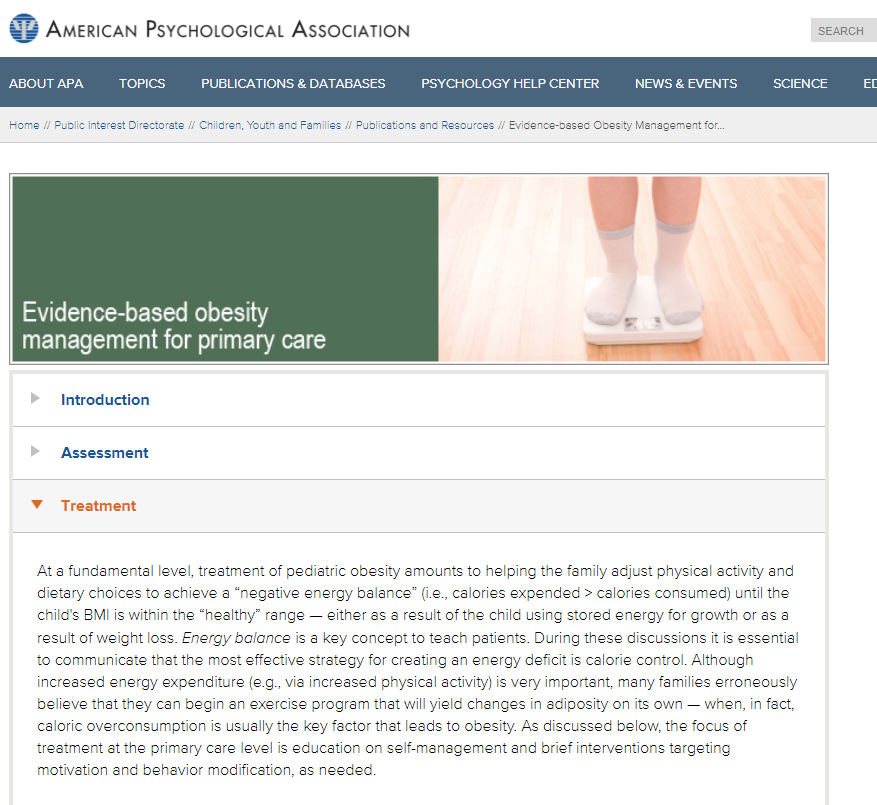 AMERICAN PSYCHOLOGICAL ASSOCIATION
SEARCH
ABOUT APA TOPICS PUBLICATIONS & DATABASES PSYCHOLOGY HELP CENTER NEWS & EVENTS SCIENCE
Home // Public Interest Directorate // Children, Youth and Families // Publications and Resources // Evidence-based Obesity Management for...
Evidence-based obesity
management for primary care
Introduction
Assessment
Treatment
At a fundamental level, treatment of pediatric obesity amounts to helping the family adjust physical activity and
dietary choices to achieve a “negative energy balance” (i.e., calories expended > calories consumed) until the
child's BMI is within the “healthy” range — either as a result of the child using stored energy for growth or as a
result of weight loss. Energy balance is a key concept to teach patients. During these discussions it is essential
to communicate that the most effective strategy for creating an energy deficit is calorie control. Although
increased energy expenditure (e.g., via increased physical activity) is very important, many families erroneously
believe that they can begin an exercise program that will yield changes in adiposity on its own — when, in fact,
caloric overconsumption is usually the key factor that leads to obesity. As discussed below, the focus of
treatment at the primary care level is education on self-management and brief interventions targeting
motivation and behavior modification, as needed.